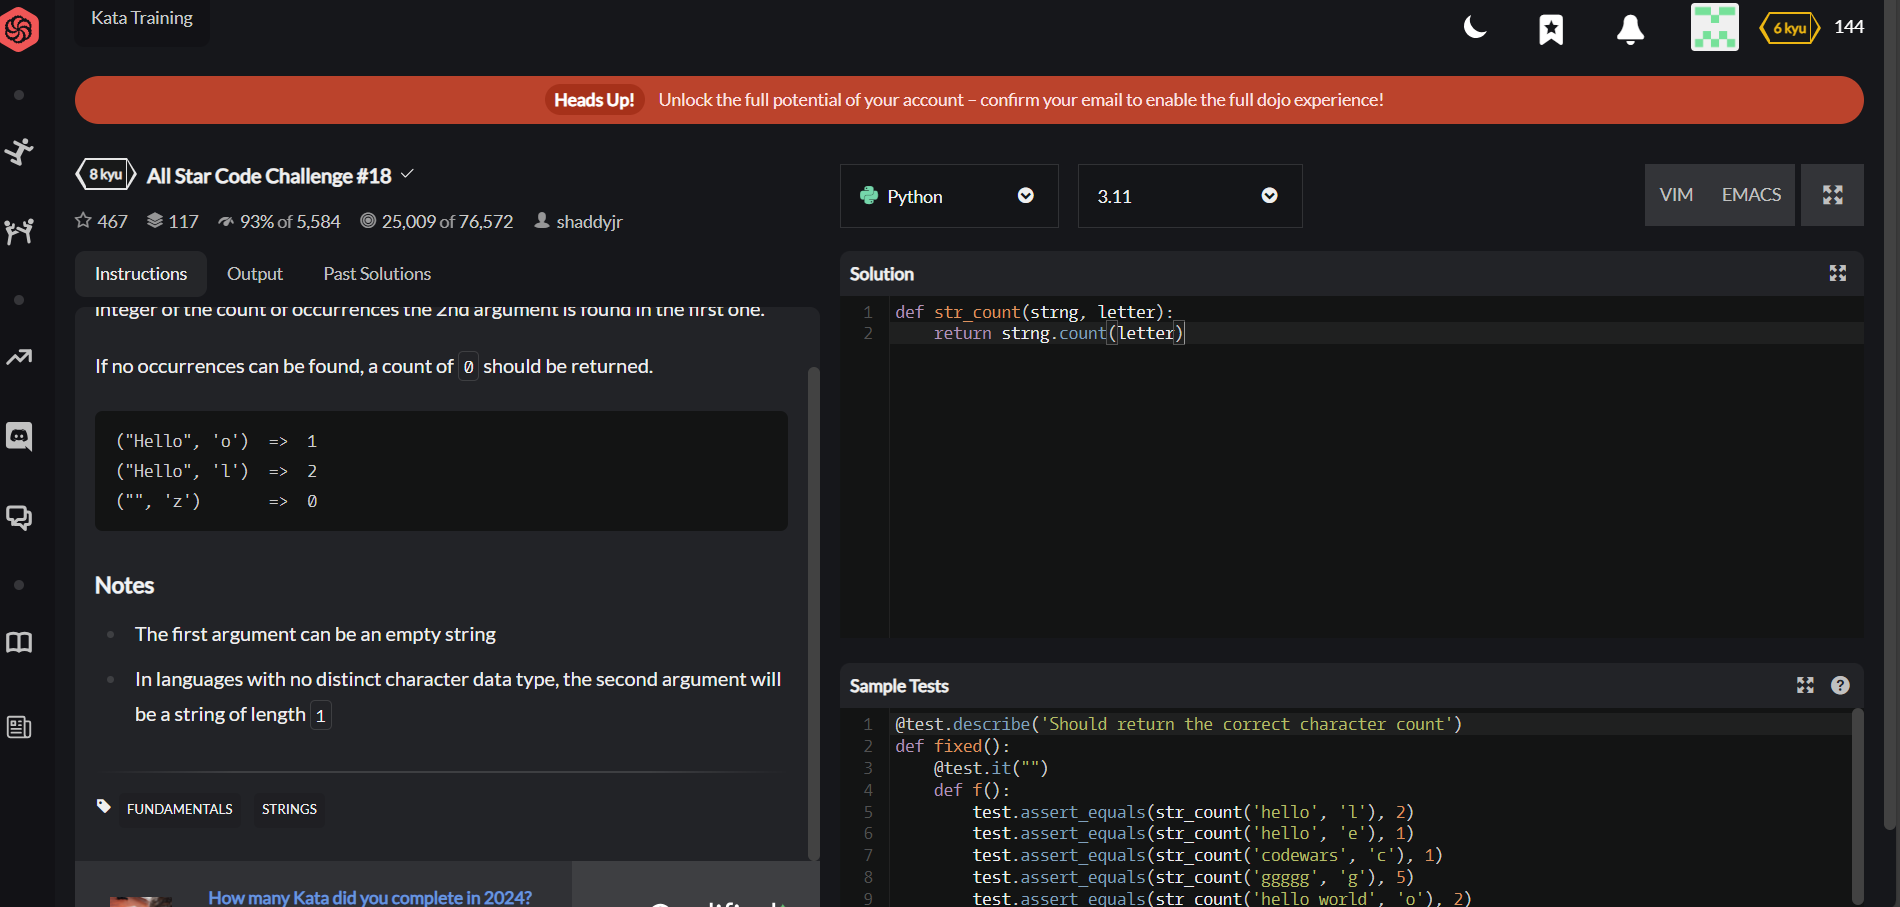 Kata Training
6 kyu
144
Heads Up! Unlock the full potential of your account – confirm your email to enable the full dojo experience!
8 kyu All Star Code Challenge #18
467 117 93% of 5,584 25,009 of 76,572 shaddyjr
Instructions Output Past Solutions
integer of the count of occurrences the 2nd argument is found in the first one.
If no occurrences can be found, a count of 0 should be returned.
("Hello", 'o')  =>  1
("Hello", 'l')  =>  2
("", 'z')       =>  0
Notes
The first argument can be an empty string
In languages with no distinct character data type, the second argument will
be a string of length 1
FUNDAMENTALS STRINGS
How many Kata did you complete in 2024?
Python 3.11
VIM EMACS
Solution
1 def str_count(strng, letter):
2     return strng.count(letter)
Sample Tests
1 @test.describe('Should return the correct character count')
2 def fixed():
3     @test.it("")
4     def f():
5         test.assert_equals(str_count('hello', 'l'), 2)
6         test.assert_equals(str_count('hello', 'e'), 1)
7         test.assert_equals(str_count('codewars', 'c'), 1)
8         test.assert_equals(str_count('ggggg', 'g'), 5)
9         test.assert_equals(str_count('hello world', 'o'), 2)